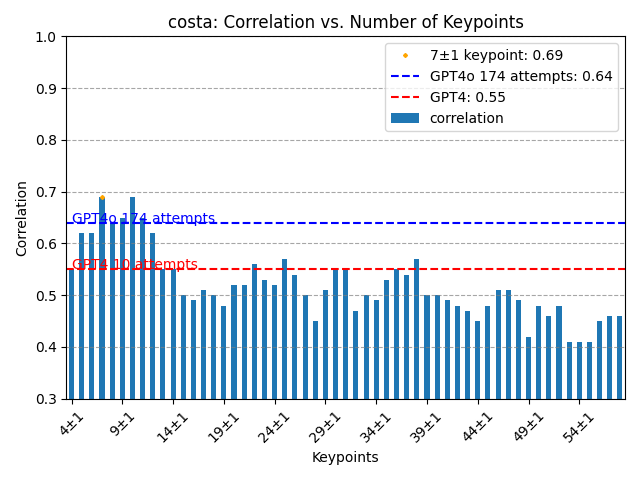 costa: Correlation vs. Number of Keypoints
1.0
0.9
0.8
0.7
0.6
0.5
0.4
0.3
Correlation
7±1 keypoint: 0.69
GPT4o 174 attempts: 0.64
GPT4: 0.55
correlation
GPT4o 174 attempts
GPT4 10 attempts
4±1
9±1
14±1
19±1
24±1
29±1
34±1
39±1
44±1
49±1
54±1
Keypoints